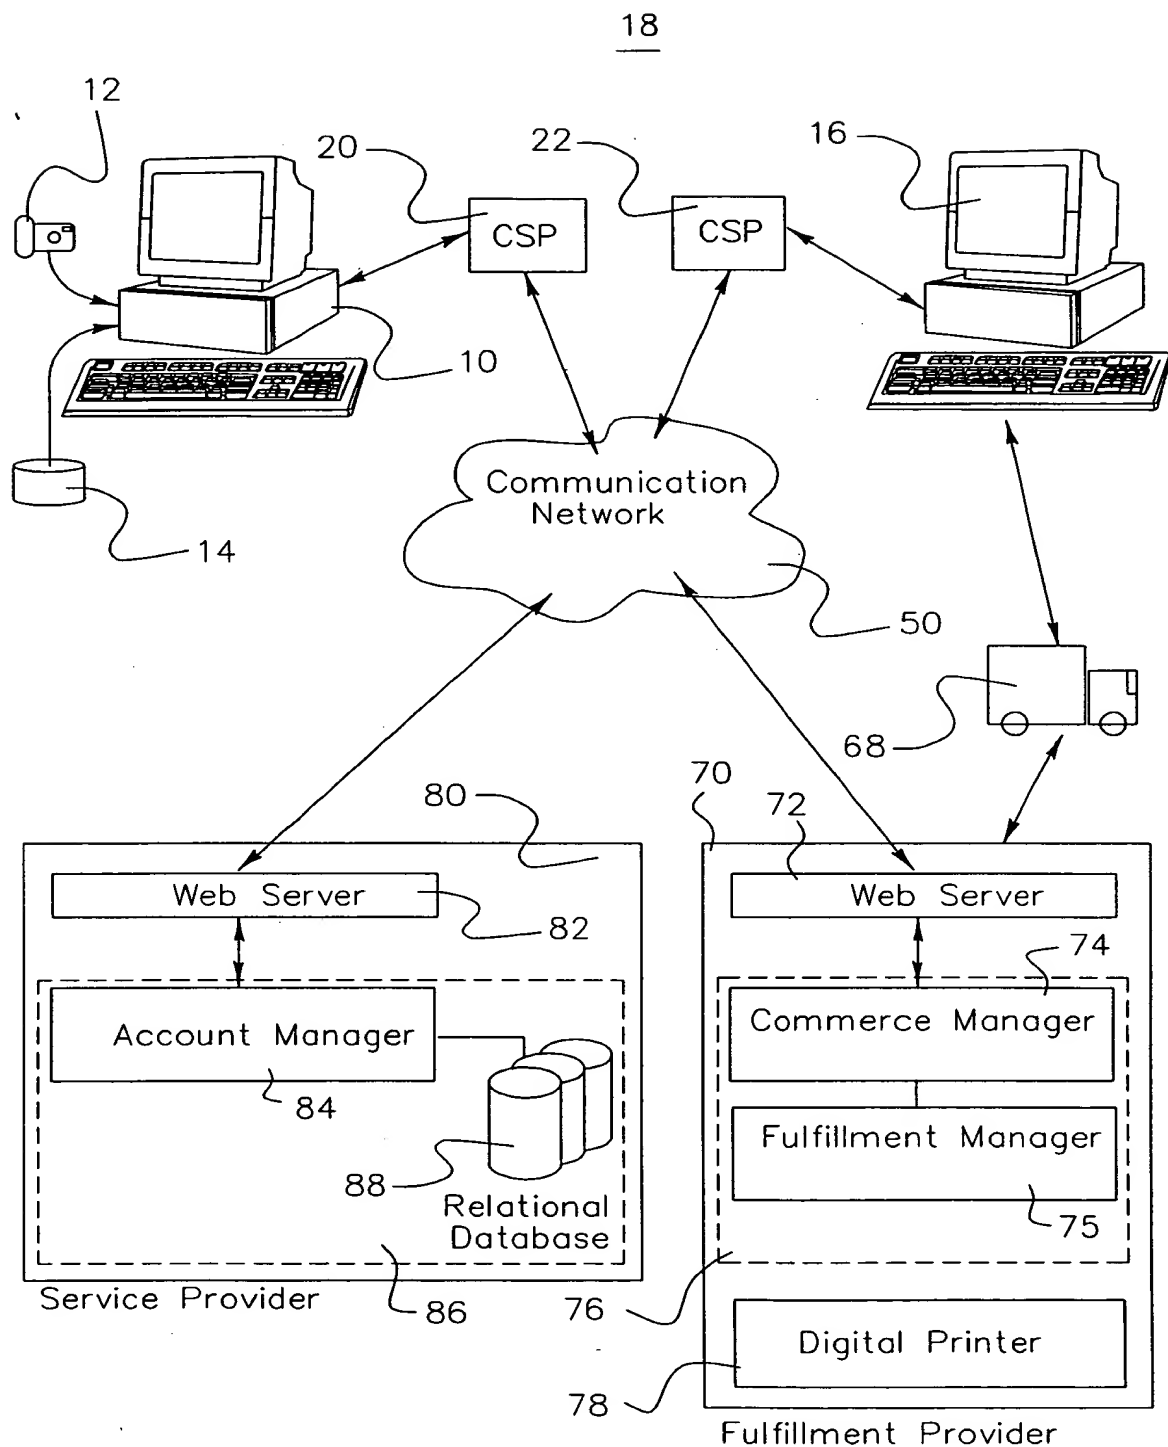 18
12
20
22
16
CSP
CSP
10
Communication
Network
14
50
68
80
70
72
Web Server
82
Web Server
74
Account Manager
84
Commerce Manager
Fulfillment Manager
88
Relational
Database
75
86
Service Provider
76
Digital Printer
78
Fulfillment Provider